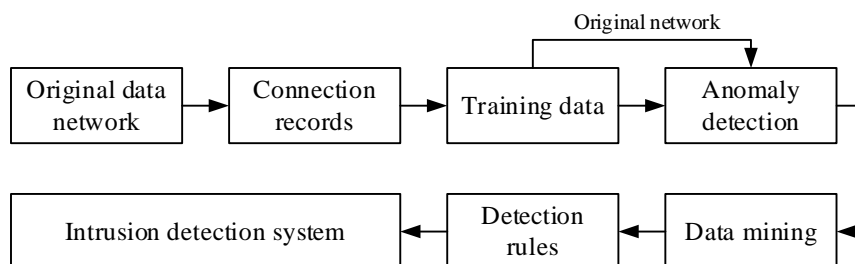 Original network
Original data
network
Connection
records
Training data
Anomaly
detection
Intrusion detection system
Detection
rules
Data mining